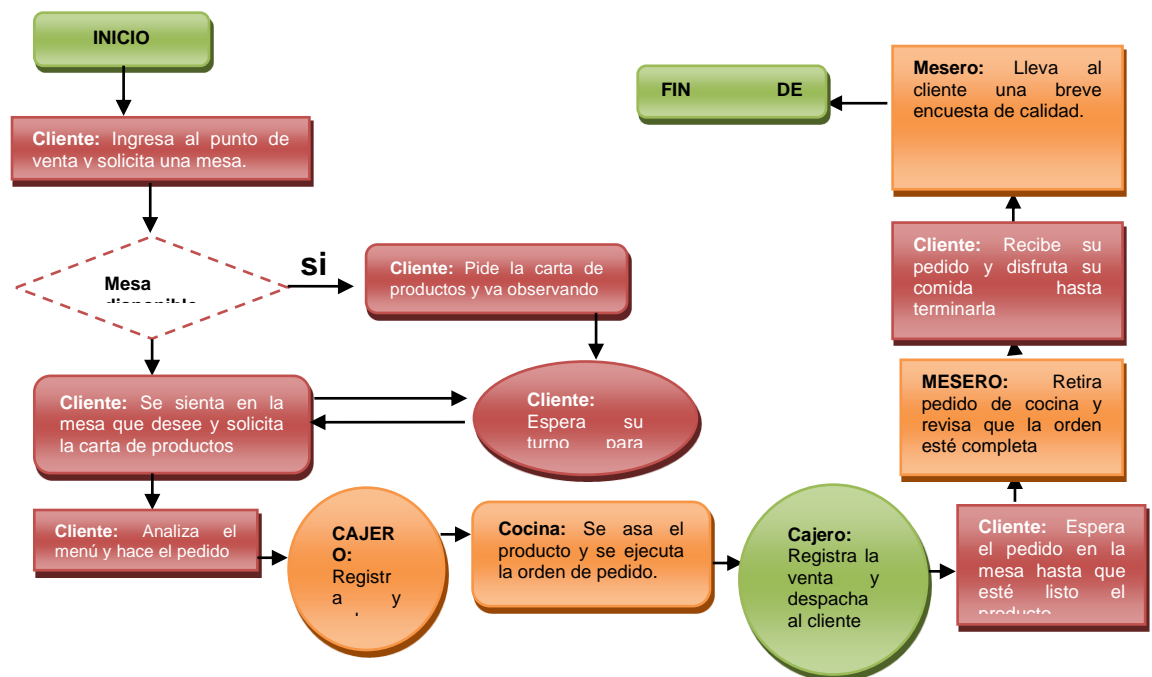 INICIO
Cliente: Ingresa al punto de
venta y solicita una mesa.
Mesa
si
Cliente: Pide la carta de
productos y va observando
Cliente:
Espera su
turno para
Cliente: Se sienta en la
mesa que desee y solicita
la carta de productos
Cliente: Analiza el
menú y hace el pedido
CAJER
O:
Registr
a y
Cocina: Se asa el
producto y se ejecuta
la orden de pedido.
Cajero:
Registra la
venta y
despacha
al cliente
Cliente: Espera
el pedido en la
mesa hasta que
esté listo el
producto
MESERO: Retira
pedido de cocina y
revisa que la orden
esté completa
Cliente: Recibe su
pedido y disfruta su
comida hasta
terminarla
Mesero: Lleva al
cliente una breve
encuesta de calidad.
FIN DE